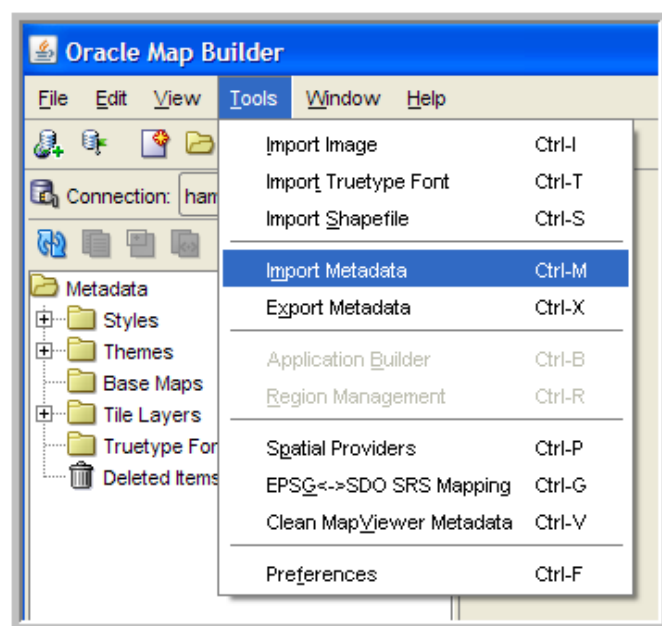 Oracle Map Builder
File Edit View Tools Window Help
Import Image Ctrl-I
Import Truetype Font Ctrl-T
Connection: ham
Import Shapefile Ctrl-S
Import Metadata Ctrl-M
Metadata
Export Metadata Ctrl-X
Styles
Themes
Application Builder Ctrl-B
Base Maps
Region Management Ctrl-R
Tile Layers
Truetype For
Spatial Providers Ctrl-P
Deleted Items
EPSG<->SDO SRS Mapping Ctrl-G
Clean MapViewer Metadata Ctrl-V
Preferences Ctrl-F